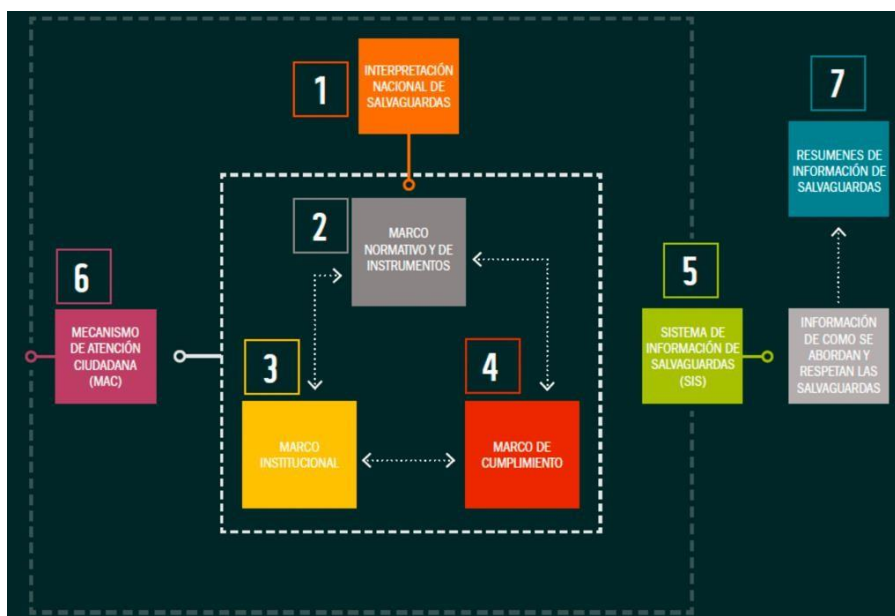 1
INTERPRETACIÓN
NACIONAL DE
SALVAGUARDAS
2
MARCO
NORMATIVO Y DE
INSTRUMENTOS
3
MARCO
INSTITUCIONAL
4
MARCO DE
CUMPLIMIENTO
5
SISTEMA DE
INFORMACIÓN DE
SALVAGUARDAS
(SIS)
6
MECANISMO
DE ATENCIÓN
CIUDADANA
(MAC)
7
RESUMENES DE
INFORMACIÓN DE
SALVAGUARDAS
INFORMACIÓN
DE COMO SE
ABORDAN Y
RESPETAN LAS
SALVAGUARDAS